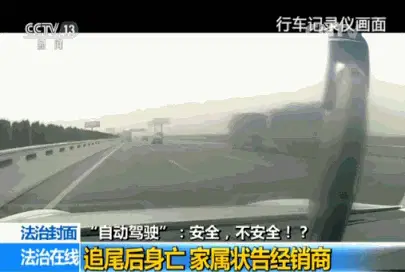 CCTV 13
新闻
行车记录仪画面
法治封面
“自动驾驶”：安全，不安全！？
法治在线
追尾后身亡 家属状告经销商